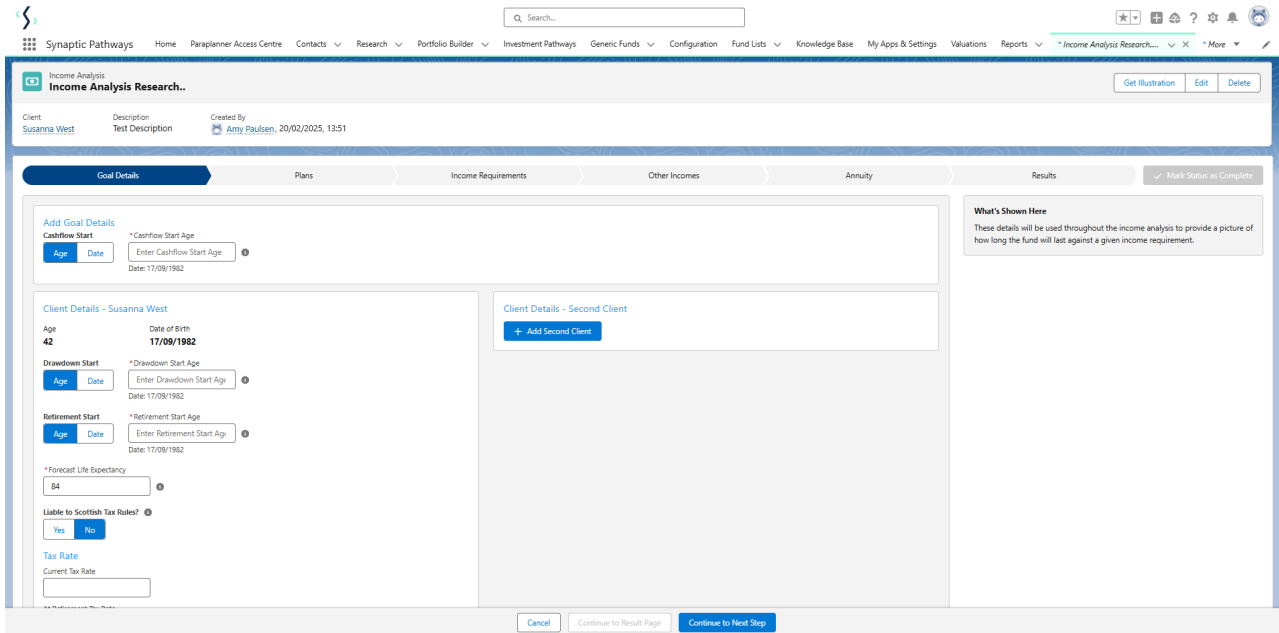 Search...
Synaptic Pathways Home Paraplanner Access Centre Contacts Research Portfolio Builder Investment Pathways Generic Funds Configuration Fund Lists Knowledge Base My Apps & Settings Valuations Reports * Income Analysis Research.... * More
Income Analysis
Income Analysis Research..
Get Illustration Edit Delete
Client Description Created By
Susanna West Test Description Amy Paulsen, 20/02/2025, 13:51
Goal Details Plans Income Requirements Other Incomes Annuity Results Mark Status as Complete
Add Goal Details
Cashflow Start *Cashflow Start Age
Age Date Enter Cashflow Start Age
Date: 17/09/1982
What's Shown Here
These details will be used throughout the income analysis to provide a picture of
how long the fund will last against a given income requirement.
Client Details - Susanna West
Age Date of Birth
42 17/09/1982
Drawdown Start *Drawdown Start Age
Age Date Enter Drawdown Start Age
Date: 17/09/1982
Retirement Start *Retirement Start Age
Age Date Enter Retirement Start Ag
Date: 17/09/1982
*Forecast Life Expectancy
84
Liable to Scottish Tax Rules?
Yes No
Tax Rate
Current Tax Rate
Client Details - Second Client
+ Add Second Client
Cancel Continue to Result Page Continue to Next Step